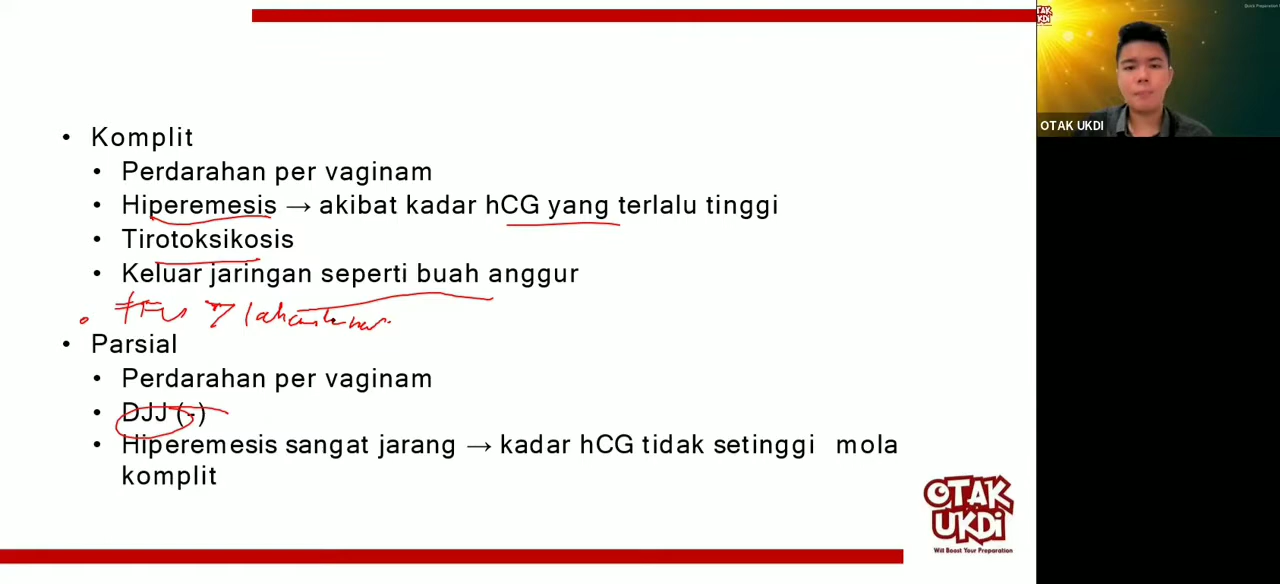 Komplit
Perdarahan per vaginam
Hiperemesis → akibat kadar hCG yang terlalu tinggi
Tirotoksikosis
Keluar jaringan seperti buah anggur
TFU >
Parsial
Perdarahan per vaginam
DJJ (-)
Hiperemesis sangat jarang → kadar hCG tidak setinggi mola
komplit
OTAK
UKDI
Will Boost Your Preparation
OTAK UKDI